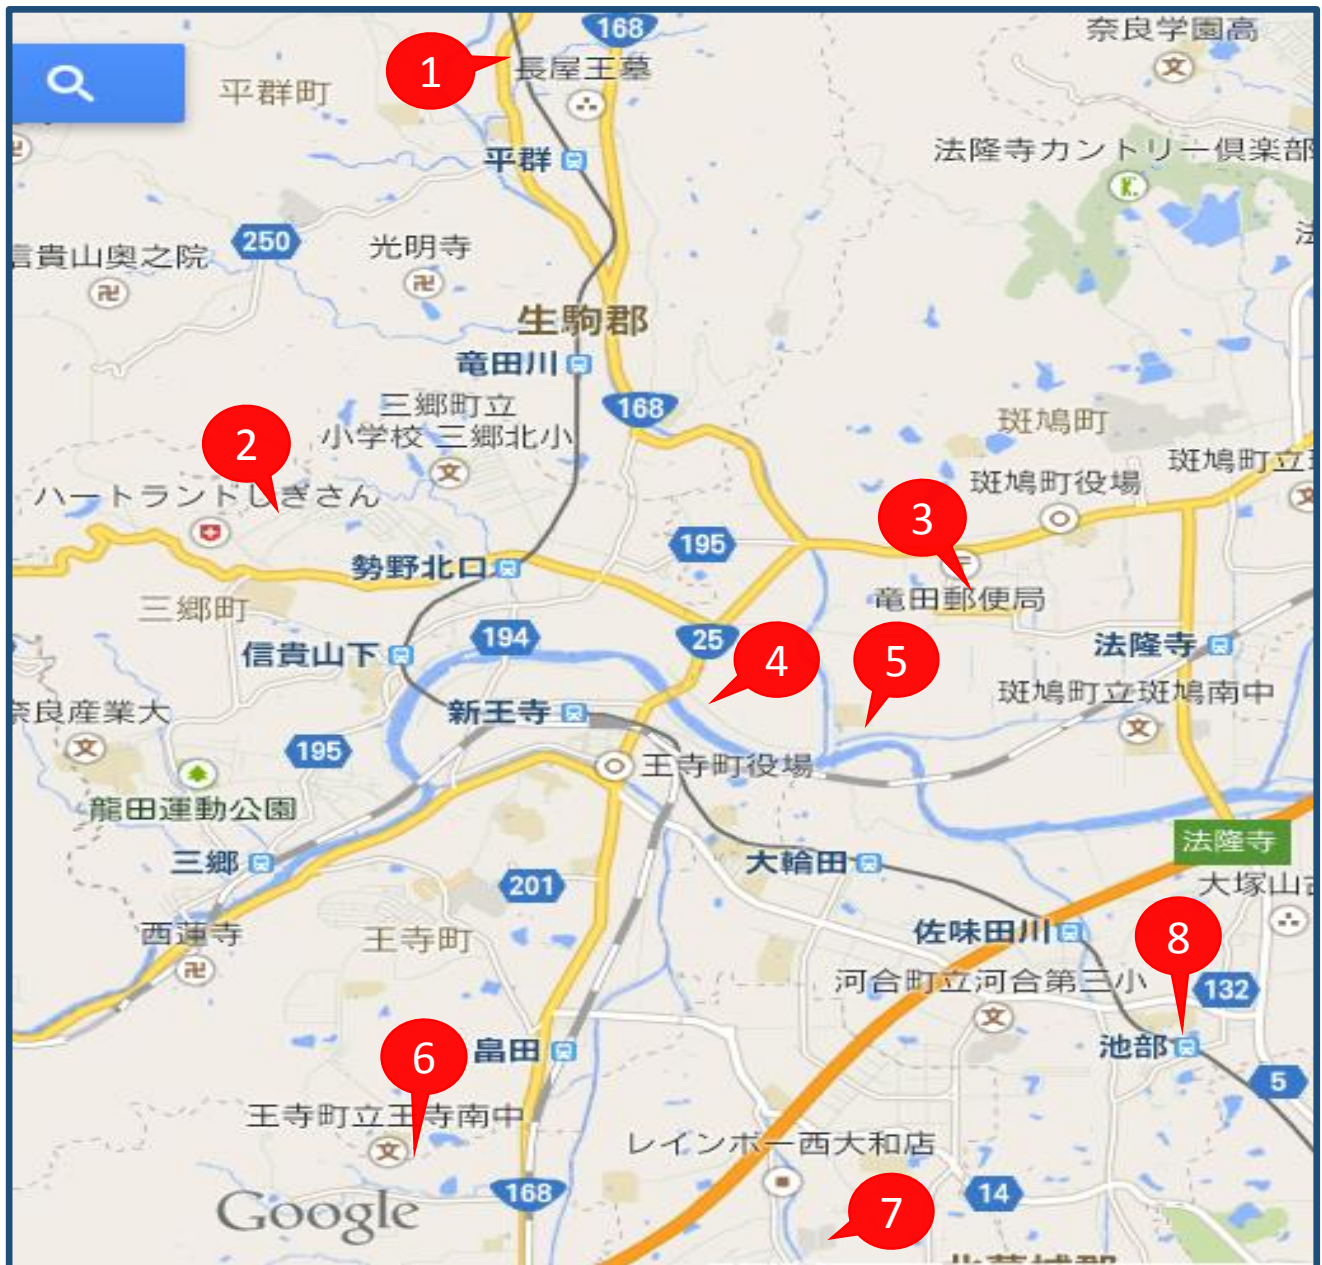 168
奈良学園高
1
長屋王墓
平群町
平群
法隆寺カントリー倶楽部
250
光明寺
信貴山奥之院
生駒郡
竜田川
168
三郷町立
小学校 三郷北小
斑鳩町
2
斑鳩町役場
斑鳩町立
ハートランドしぎさん
3
195
勢野北口
三郷町
竜田郵便局
194
25
信貴山下
4
5
法隆寺
奈良産業大
新王寺
斑鳩町立斑鳩南中
195
王寺町役場
龍田運動公園
法隆寺
三郷
大輪田
201
大塚山古
西蓮寺
王寺町
佐味田川
8
河合町立河合第三小
132
6
畠田
池部
5
王寺町立王寺南中
レインボー西大和店
168
14
Google
7
北葛城郡